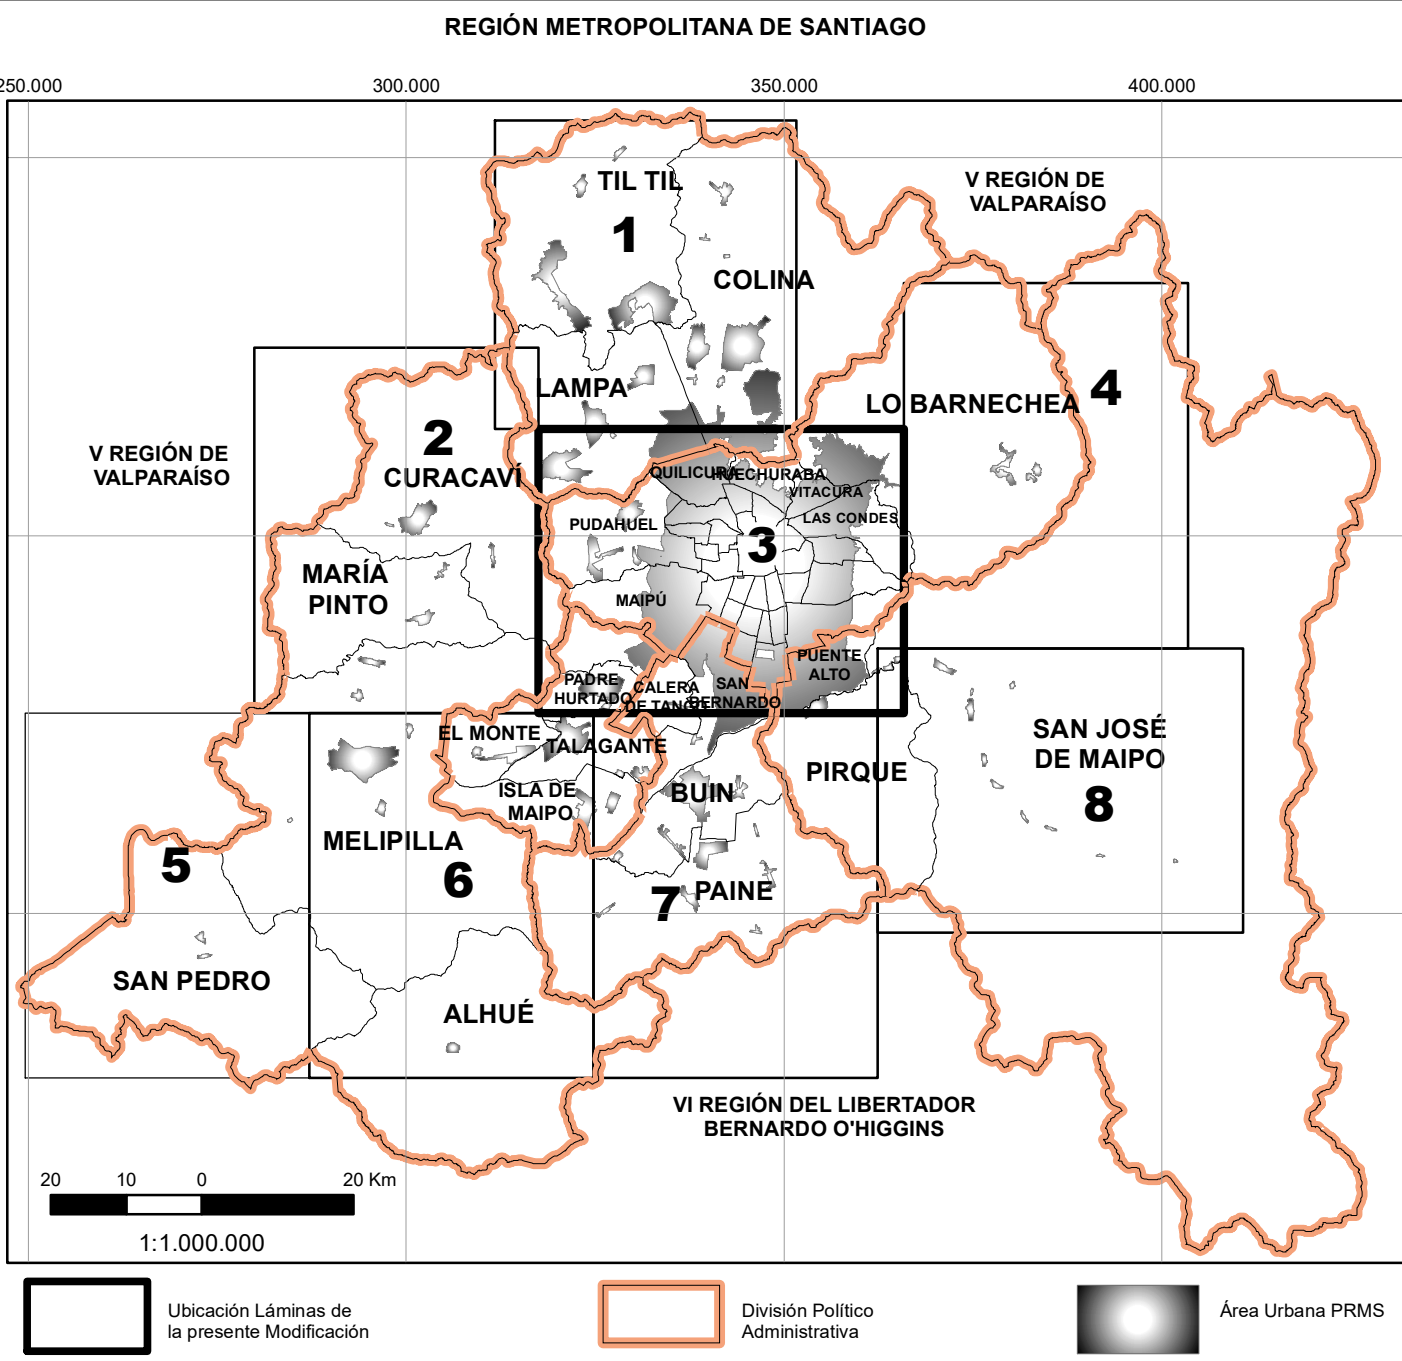 REGIÓN METROPOLITANA DE SANTIAGO
250.000
300.000
350.000
400.000
TIL TIL
1
COLINA
V REGIÓN DE
VALPARAÍSO
LAMPA
LO BARNECHEA
4
2
CURACAVÍ
V REGIÓN DE
VALPARAÍSO
QUILICURA
HUECHURABA
VITACURA
LAS CONDES
PUDAHUEL
3
MARÍA
PINTO
MAIPÚ
PUENTE
ALTO
PADRE
HURTADO
CALERA
DE TANGO
SAN
BERNARDO
EL MONTE
TALAGANTE
SAN JOSÉ
DE MAIPO
8
PIRQUE
ISLA DE
MAIPO
BUIN
MELIPILLA
5
6
7
PAINE
SAN PEDRO
ALHUÉ
VI REGIÓN DEL LIBERTADOR
BERNARDO O'HIGGINS
20 10 0 20 Km
1:1.000.000
Ubicación Láminas de
la presente Modificación
División Político
Administrativa
Área Urbana PRMS